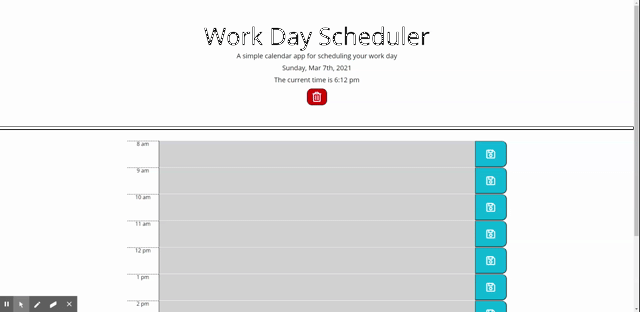 Work Day Scheduler
A simple calendar app for scheduling your work day
Sunday, Mar 7th, 2021
The current time is 6:12 pm
8 am
9 am
10 am
11 am
12 pm
1 pm
2 pm